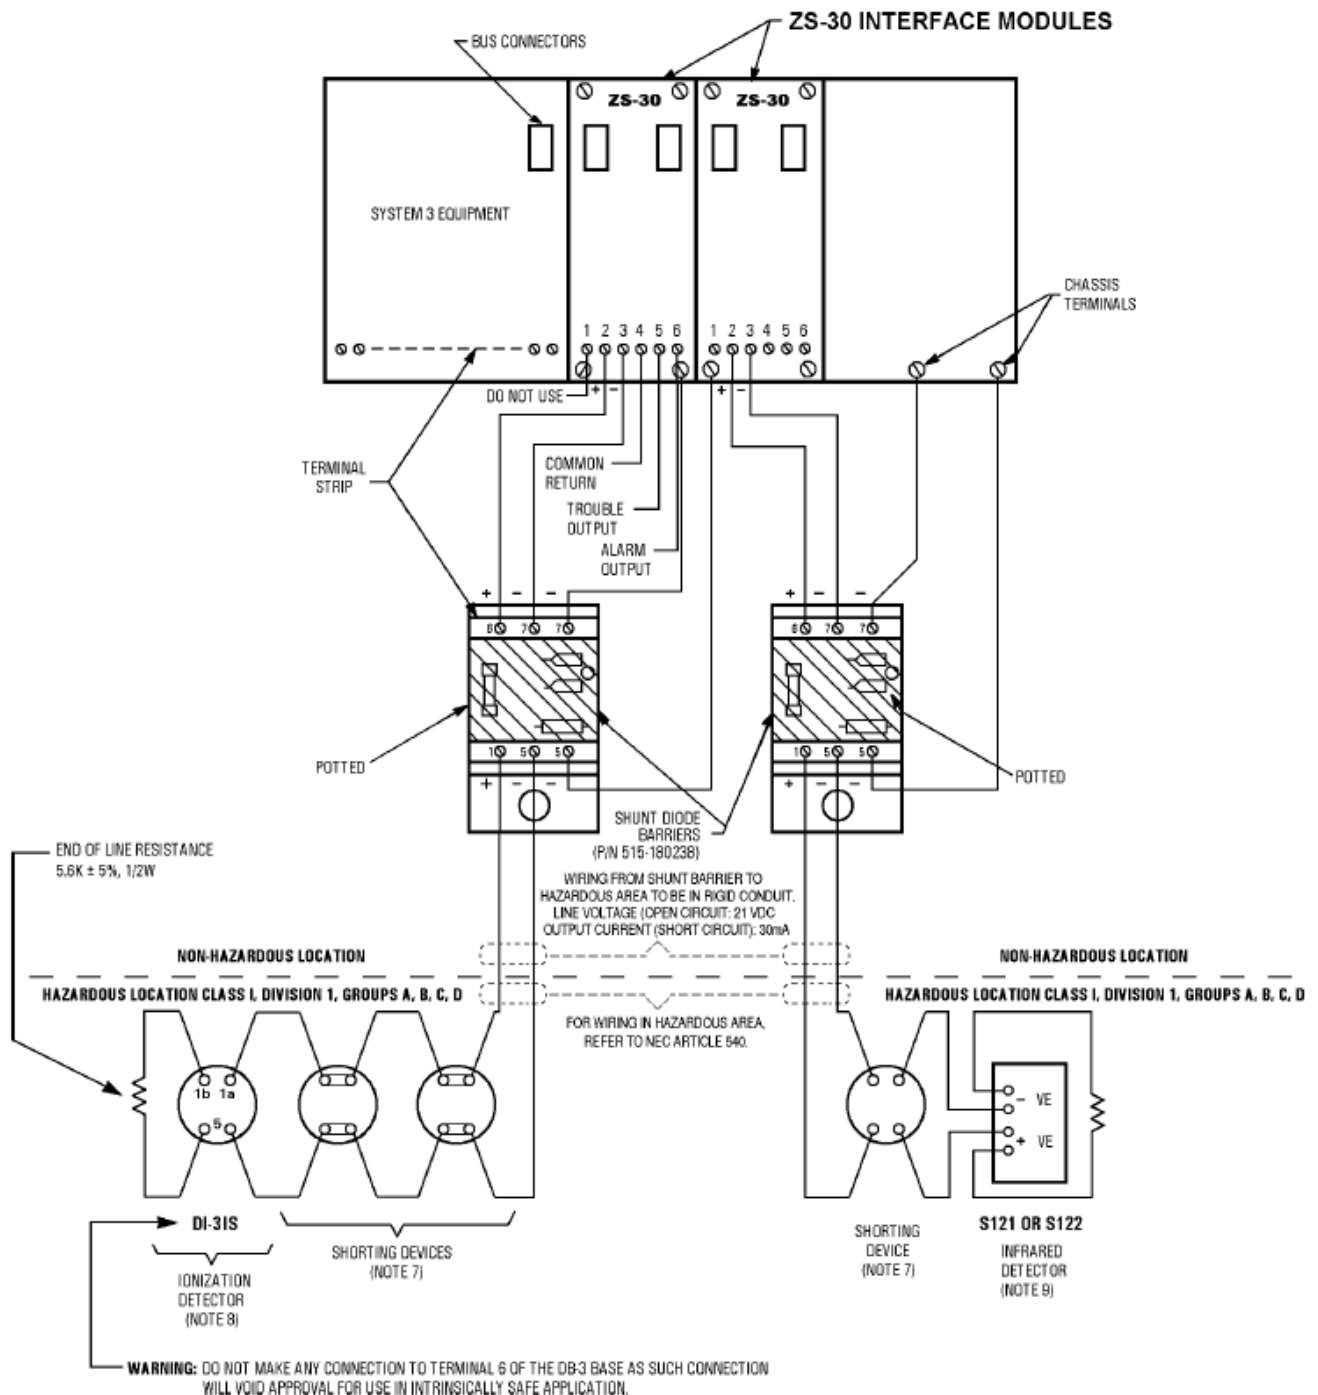 ZS-30 INTERFACE MODULES
BUS CONNECTORS
ZS-30
ZS-30
SYSTEM 3 EQUIPMENT
CHASSIS
TERMINALS
1 2 3 4 5 6
1 2 3 4 5 6
DO NOT USE
+ -
+ -
TERMINAL
STRIP
COMMON
RETURN
TROUBLE
OUTPUT
ALARM
OUTPUT
+ - -
+ - -
6 7 7
6 7 7
1 5 5
1 5 5
+ - -
+ - -
POTTED
POTTED
SHUNT DIODE
BARRIERS
(P/N 515-180238)
END OF LINE RESISTANCE
5.6K ± 5%, 1/2W
WIRING FROM SHUNT BARRIER TO
HAZARDOUS AREA TO BE IN RIGID CONDUIT.
LINE VOLTAGE (OPEN CIRCUIT: 21 VDC
OUTPUT CURRENT (SHORT CIRCUIT): 30mA
NON-HAZARDOUS LOCATION
NON-HAZARDOUS LOCATION
HAZARDOUS LOCATION CLASS I, DIVISION 1, GROUPS A, B, C, D
HAZARDOUS LOCATION CLASS I, DIVISION 1, GROUPS A, B, C, D
FOR WIRING IN HAZARDOUS AREA,
REFER TO NEC ARTICLE 540.
1b 1a
5
- VE
+ VE
DI-3IS
IONIZATION
DETECTOR
(NOTE 8)
SHORTING DEVICES
(NOTE 7)
SHORTING
DEVICE
(NOTE 7)
S121 OR S122
INFRARED
DETECTOR
(NOTE 9)
WARNING: DO NOT MAKE ANY CONNECTION TO TERMINAL 6 OF THE DB-3 BASE AS SUCH CONNECTION
WILL VOID APPROVAL FOR USE IN INTRINSICALLY SAFE APPLICATION.